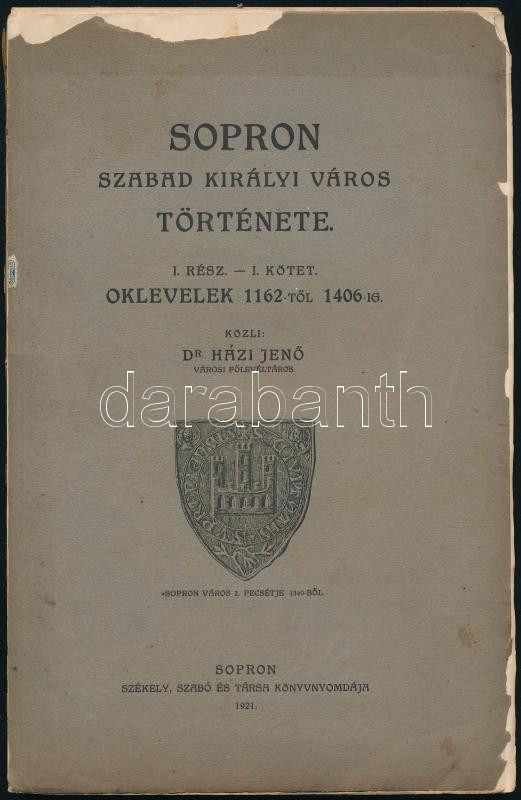 SOPRON
SZABAD KIRÁLYI VÁROS
TÖRTÉNETE.
I. RÉSZ. — I. KÖTET.
OKLEVELEK 1162-TŐL 1406-IG.
KÖZLI:
DR. HÁZI JENŐ
VÁROSI FŐLEVÉLTÁROS.
darabanth
SOPRON VÁROS 2. PECSÉTJE 1340-BŐL.
SOPRON
SZÉKELY, SZABÓ ÉS TÁRSA KÖNYVNYOMDÁJA
1921.